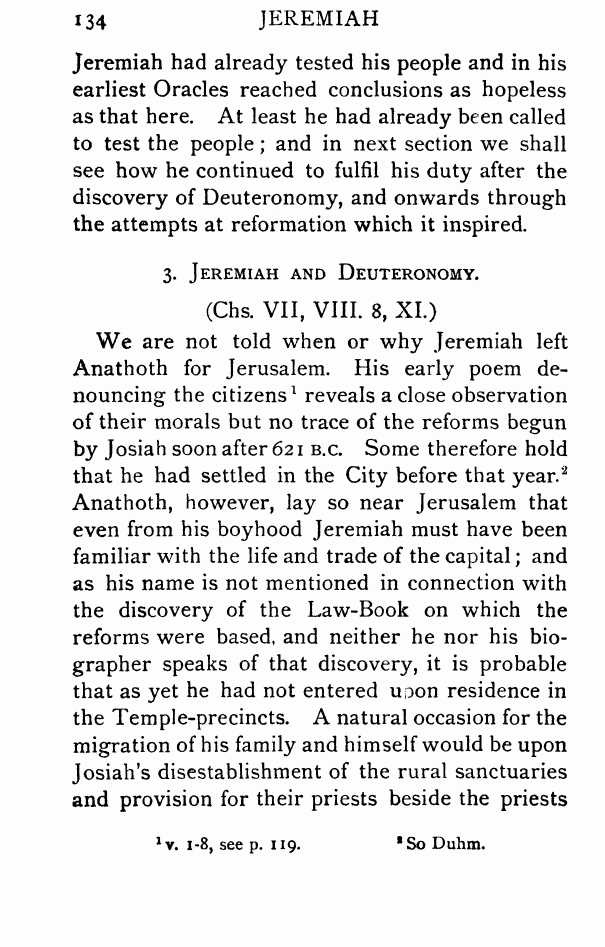 134 JEREMIAH
Jeremiah had already tested his people and in his
earliest Oracles reached conclusions as hopeless
as that here. At least he had already been called
to test the people ; and in next section we shall
see how he continued to fulfil his duty after the
discovery of Deuteronomy, and onwards through
the attempts at reformation which it inspired.
3. JEREMIAH AND DEUTERONOMY.
(Chs. VII, VIII. 8, XI.)
We are not told when or why Jeremiah left
Anathoth for Jerusalem. His early poem de-
nouncing the citizens¹ reveals a close observation
of their morals but no trace of the reforms begun
by Josiah soon after 621 B.C. Some therefore hold
that he had settled in the City before that year.²
Anathoth, however, lay so near Jerusalem that
even from his boyhood Jeremiah must have been
familiar with the life and trade of the capital ; and
as his name is not mentioned in connection with
the discovery of the Law-Book on which the
reforms were based, and neither he nor his bio-
grapher speaks of that discovery, it is probable
that as yet he had not entered upon residence in
the Temple-precincts. A natural occasion for the
migration of his family and himself would be upon
Josiah's disestablishment of the rural sanctuaries
and provision for their priests beside the priests
¹ v. 1-8, see p. 119. ² So Duhm.